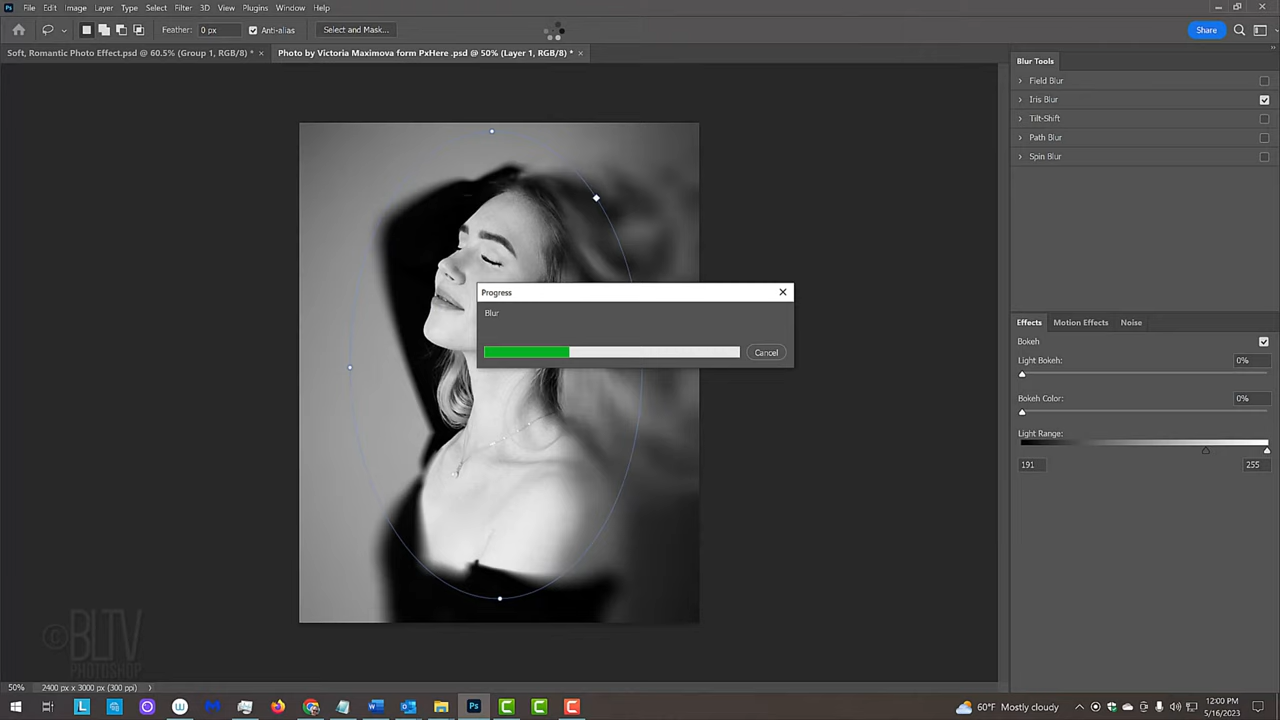 Ps File Edit Image Layer Type Select Filter 3D View Plugins Window Help
Feather: 0 px Anti-alias Select and Mask... Share
Soft, Romantic Photo Effect.psd @ 60.5% (Group 1, RGB/8) * × Photo by Victoria Maximova form PxHere .psd @ 50% (Layer 1, RGB/8) * ×
Blur Tools
Field Blur
Iris Blur
Tilt-Shift
Path Blur
Spin Blur
Progress
Blur
Cancel
Effects Motion Effects Noise
Bokeh
Light Bokeh: 0%
Bokeh Color: 0%
Light Range:
191 255
©BLTV
PHOTOSHOP
50% 2400 px x 3000 px (300 ppi)
L W Ps C C C 60°F Mostly cloudy 12:00 PM
5/16/2023